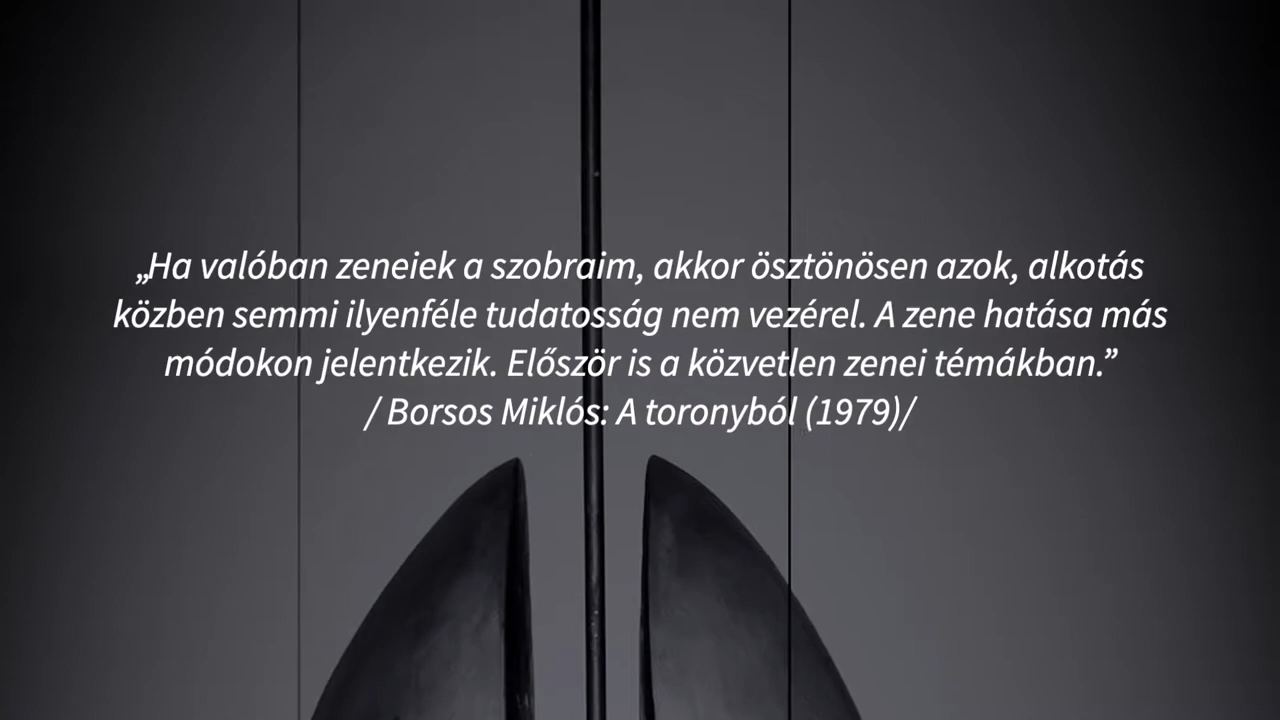 „Ha valóban zeneiek a szobraim, akkor ösztönösen azok, alkotás
közben semmi ilyenféle tudatosság nem vezérel. A zene hatása más
módokon jelentkezik. Először is a közvetlen zenei témákban.”
/ Borsos Miklós: A toronyból (1979)/